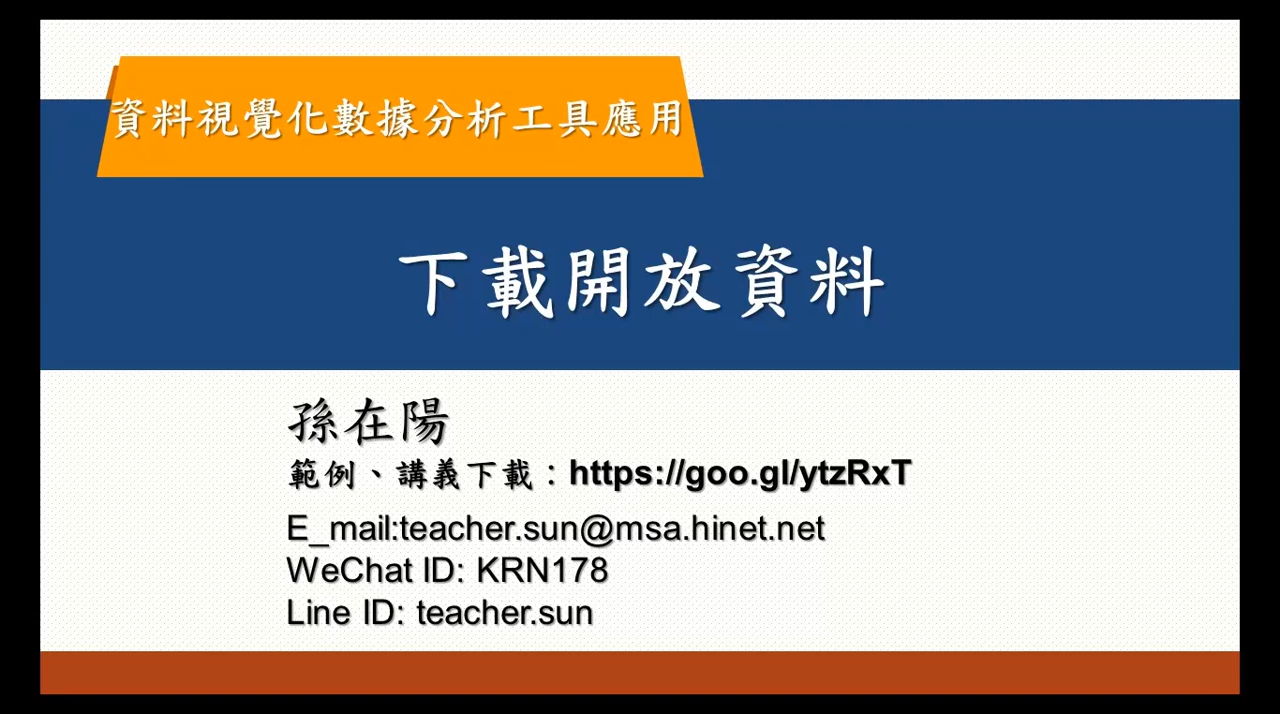 資料視覺化數據分析工具應用
下載開放資料
孫在陽
範例、講義下載：https://goo.gl/ytzRxT
E_mail:teacher.sun@msa.hinet.net
WeChat ID: KRN178
Line ID: teacher.sun